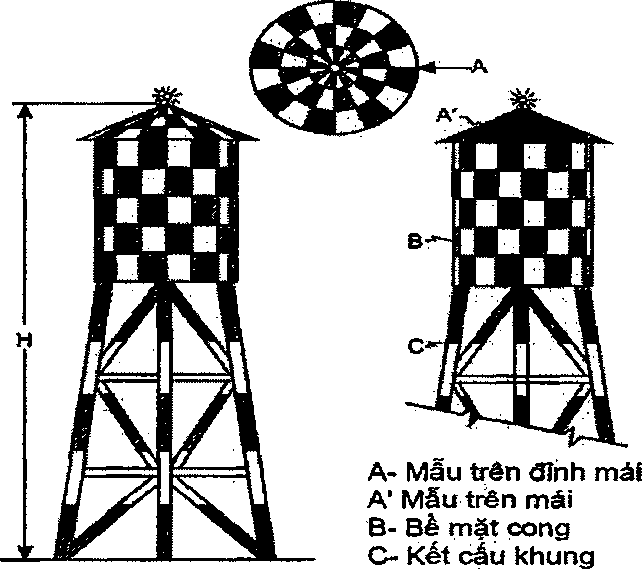 A
A'
B
H
C
A- Mẫu trên đỉnh mái
A' Mẫu trên mái
B- Bề mặt cong
C- Kết cấu khung